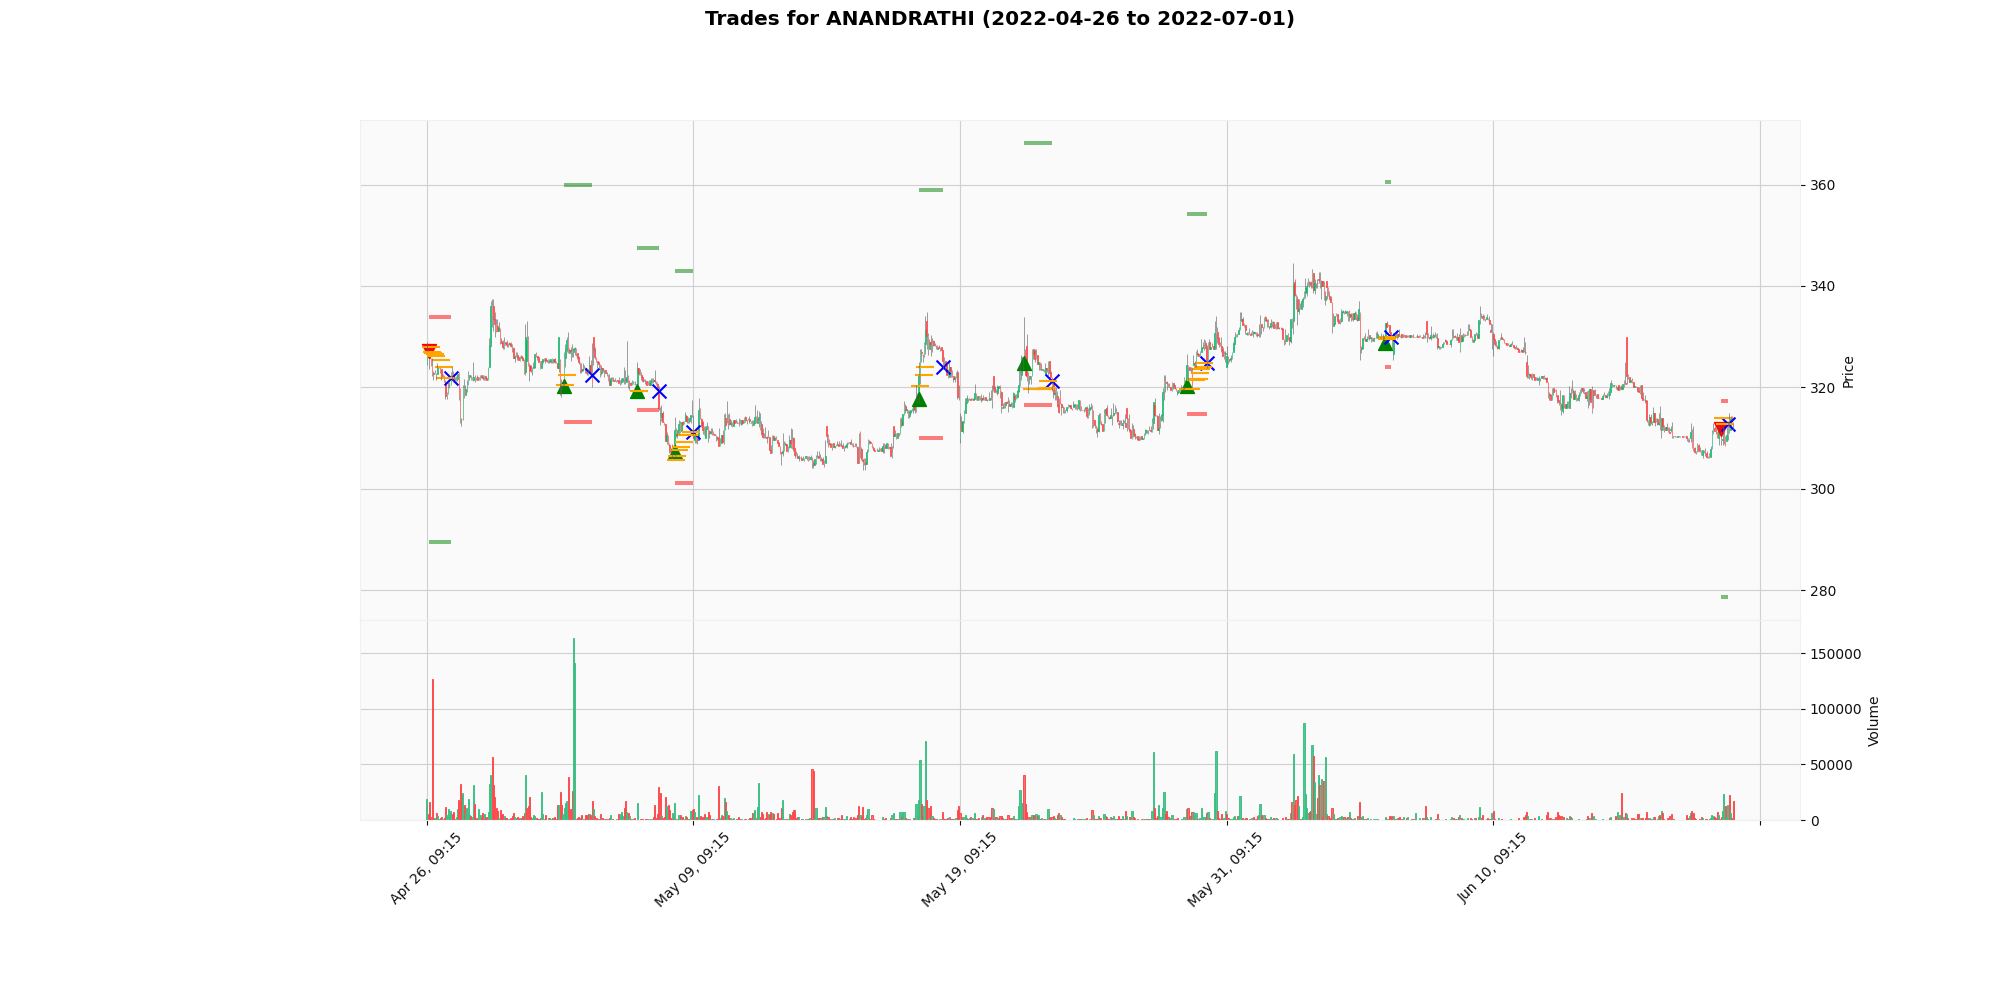 Trades for ANANDRATHI (2022-04-26 to 2022-07-01)
360
340
320
300
280
Price
150000
100000
50000
0
Volume
Apr 26, 09:15
May 09, 09:15
May 19, 09:15
May 31, 09:15
Jun 10, 09:15